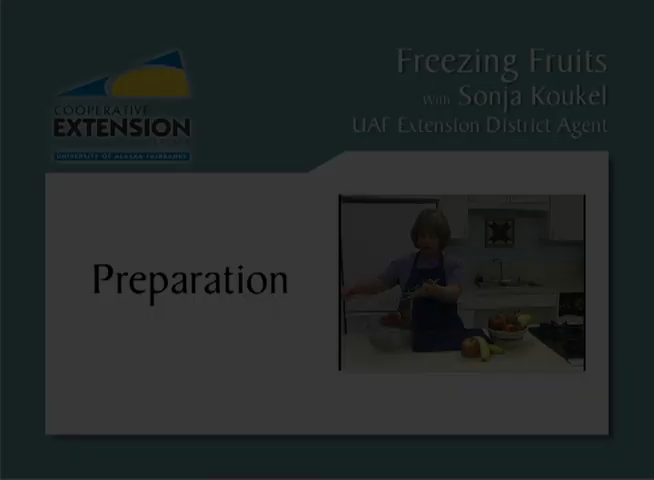 COOPERATIVE
EXTENSION
UNIVERSITY OF ALASKA FAIRBANKS
Freezing Fruits
With Sonja Koukel
UAF Extension District Agent
Preparation